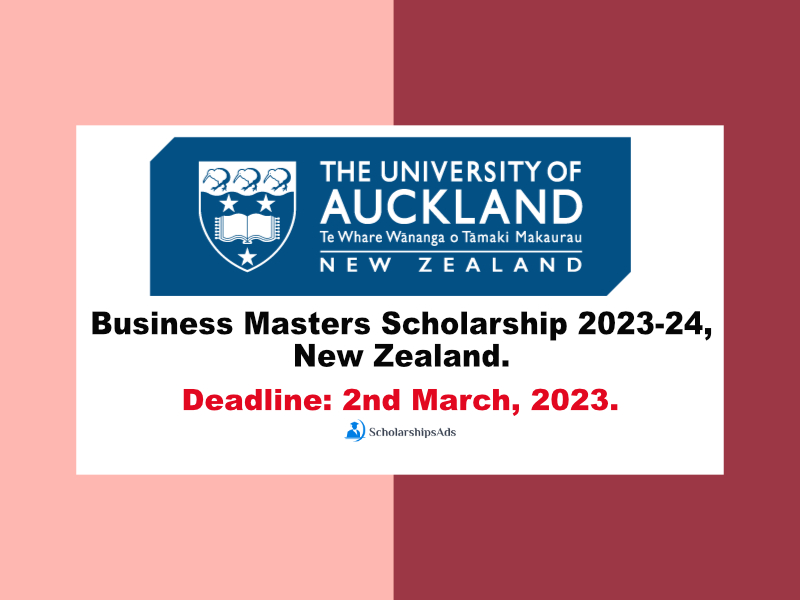 THE UNIVERSITY OF
AUCKLAND
Te Whare Wānanga o Tāmaki Makaurau
NEW ZEALAND
Business Masters Scholarship 2023-24,
New Zealand.
Deadline: 2nd March, 2023.
ScholarshipsAds